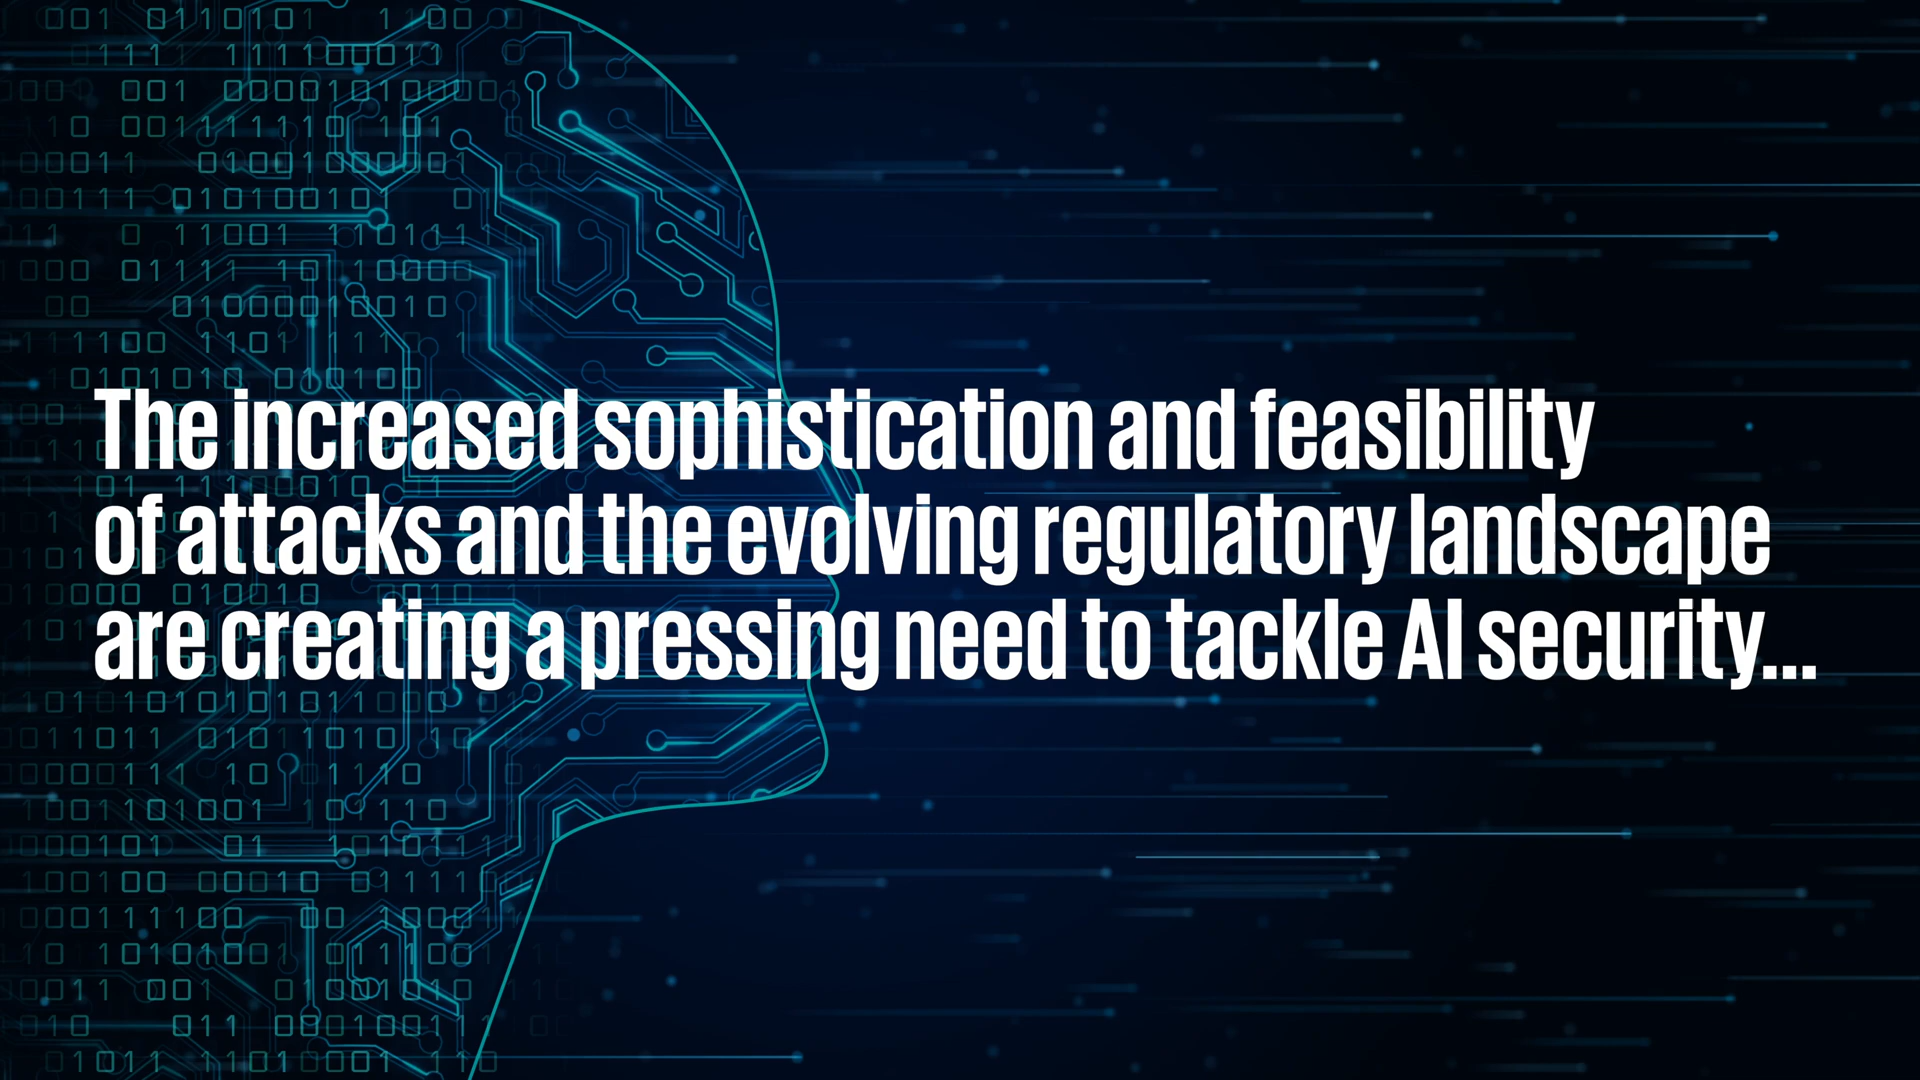 The increased sophistication and feasibility
of attacks and the evolving regulatory landscape
are creating a pressing need to tackle AI security...